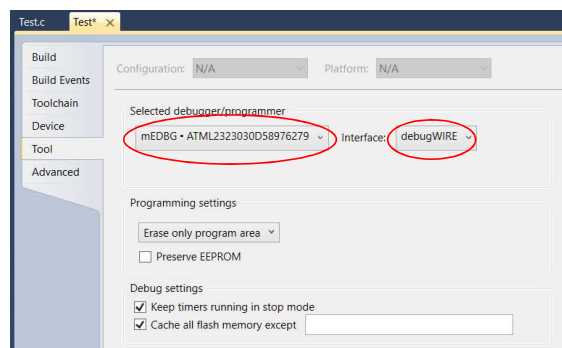 Test.c Test* ×
Build
Build Events
Toolchain
Device
Tool
Advanced
Configuration: N/A Platform: N/A
Selected debugger/programmer
mEDBG • ATML2323030D58976279 Interface: debugWIRE
Programming settings
Erase only program area
Preserve EEPROM
Debug settings
Keep timers running in stop mode
Cache all flash memory except